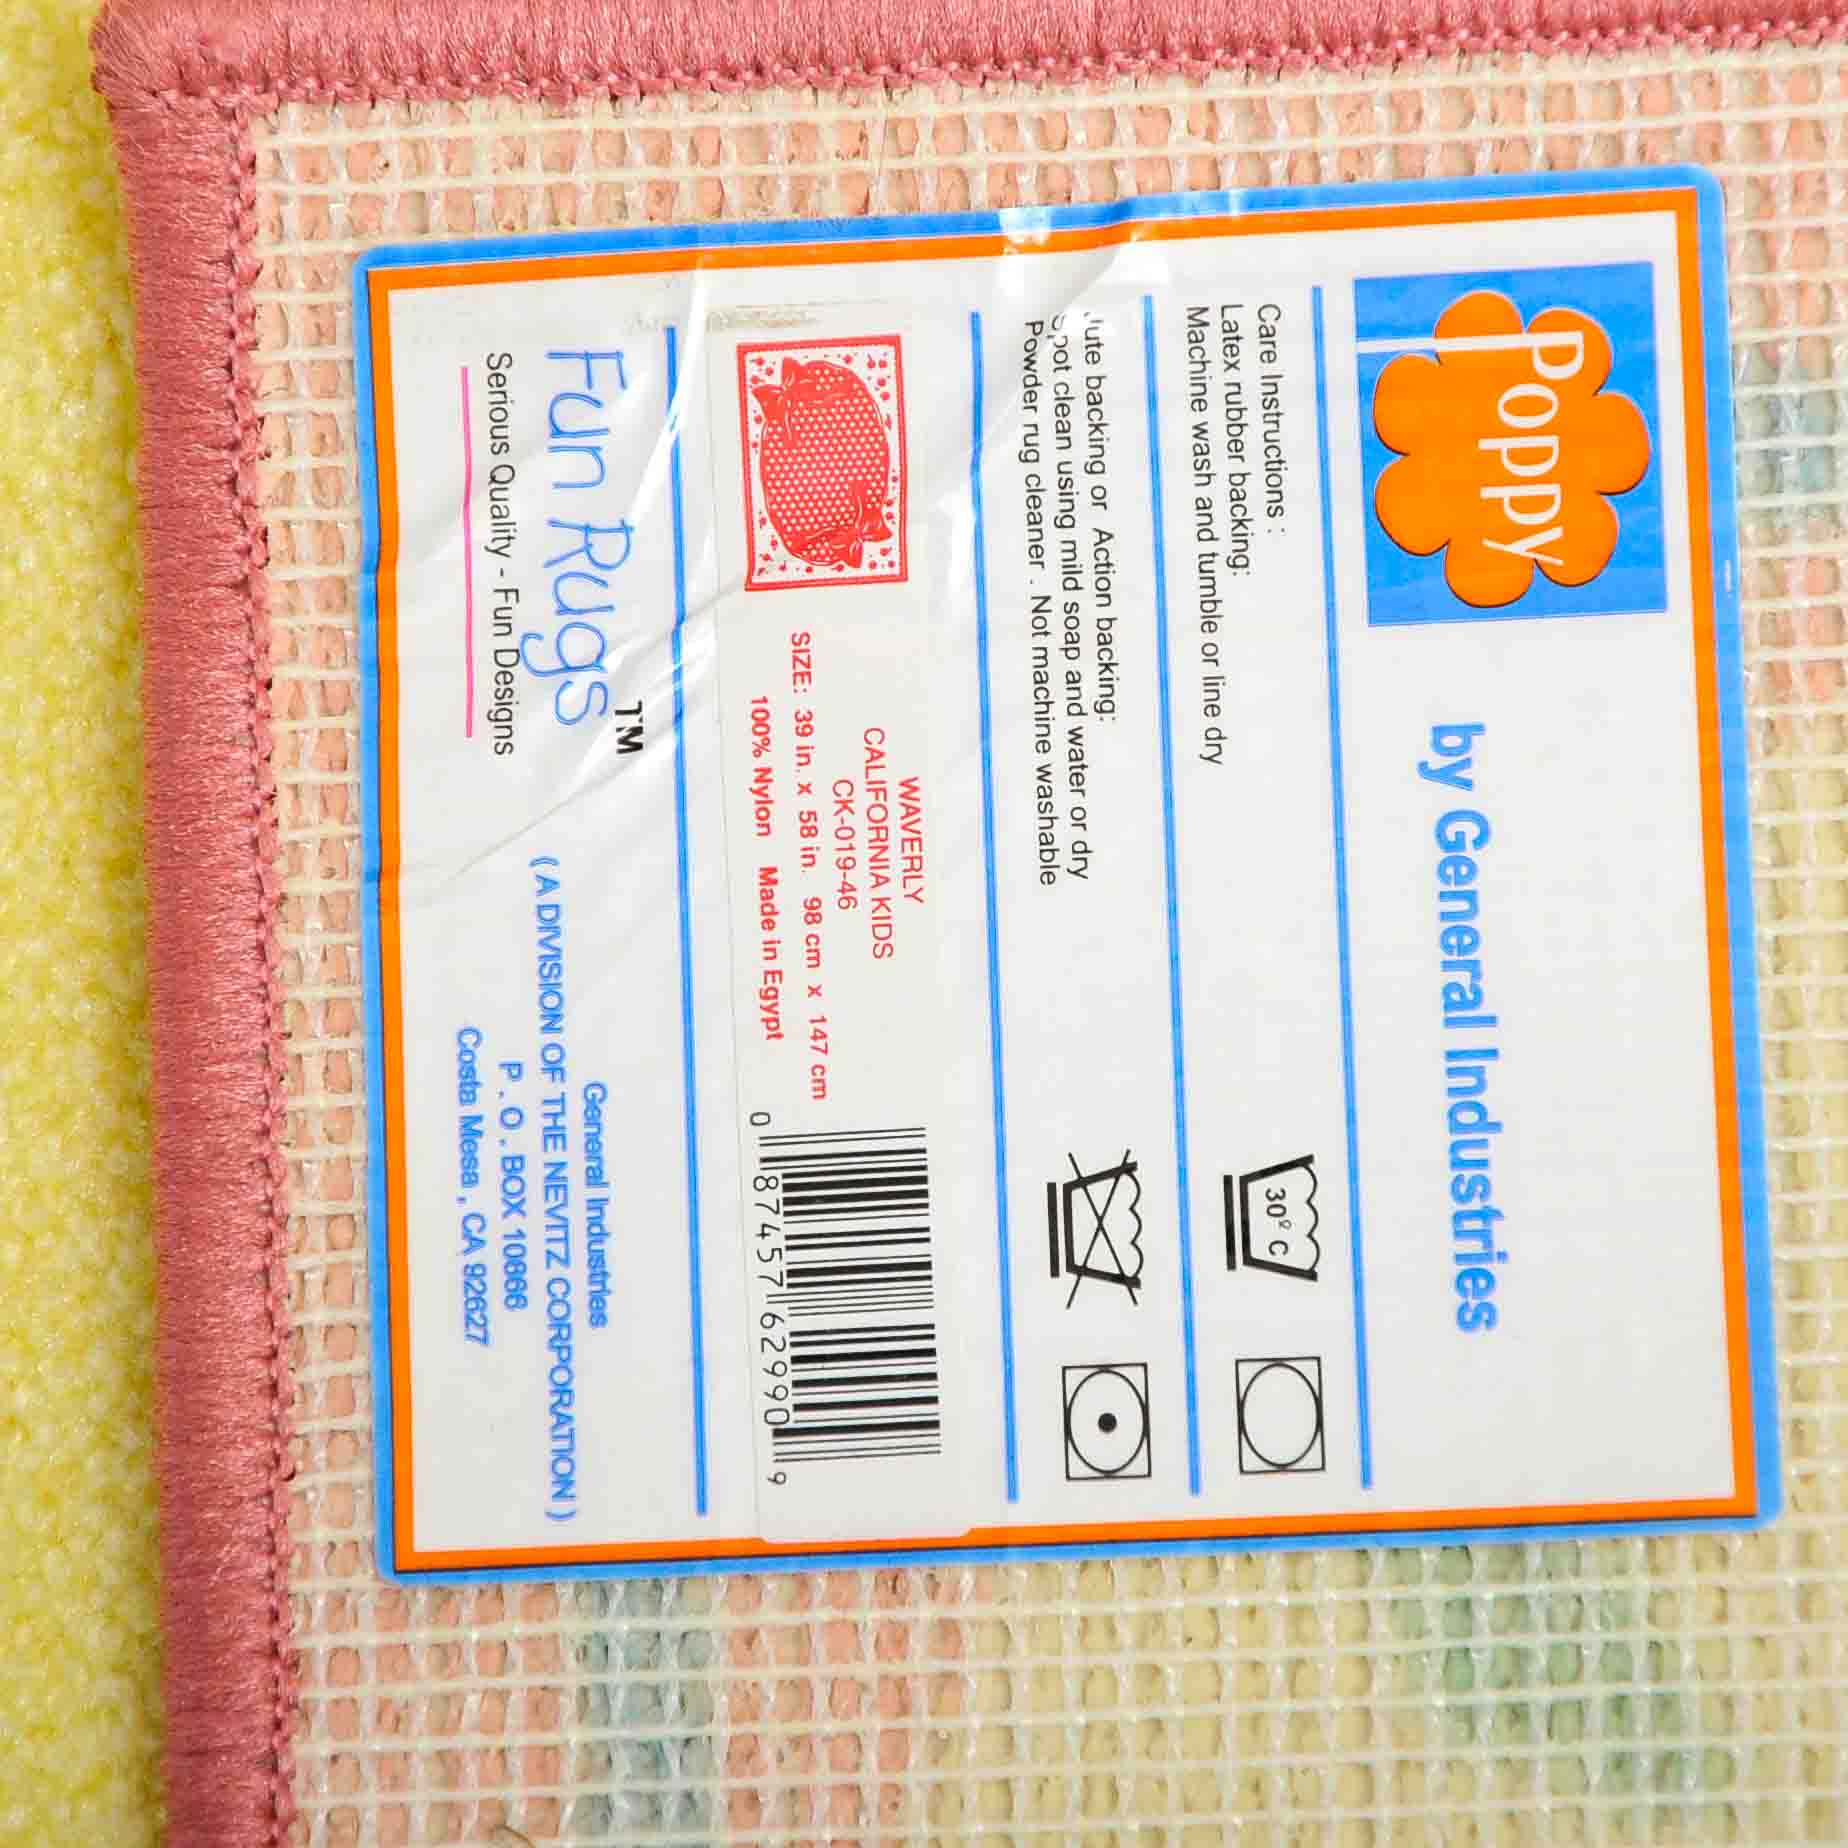 Poppy
by General Industries
Care Instructions :
Latex rubber backing:
Machine wash and tumble or line dry
30º C
Jute backing or Action backing:
Spot clean using mild soap and water or dry
Powder rug cleaner . Not machine washable
WAVERLY
CALIFORNIA KIDS
CK-019-46
SIZE: 39 in. x 58 in. 98 cm x 147 cm
100% Nylon Made in Egypt
0 87457 62990 9
Fun Rugs TM
Serious Quality - Fun Designs
General Industries
( A DIVISION OF THE NEVITZ CORPORATION )
P . O . BOX 10866
Costa Mesa , CA 92627